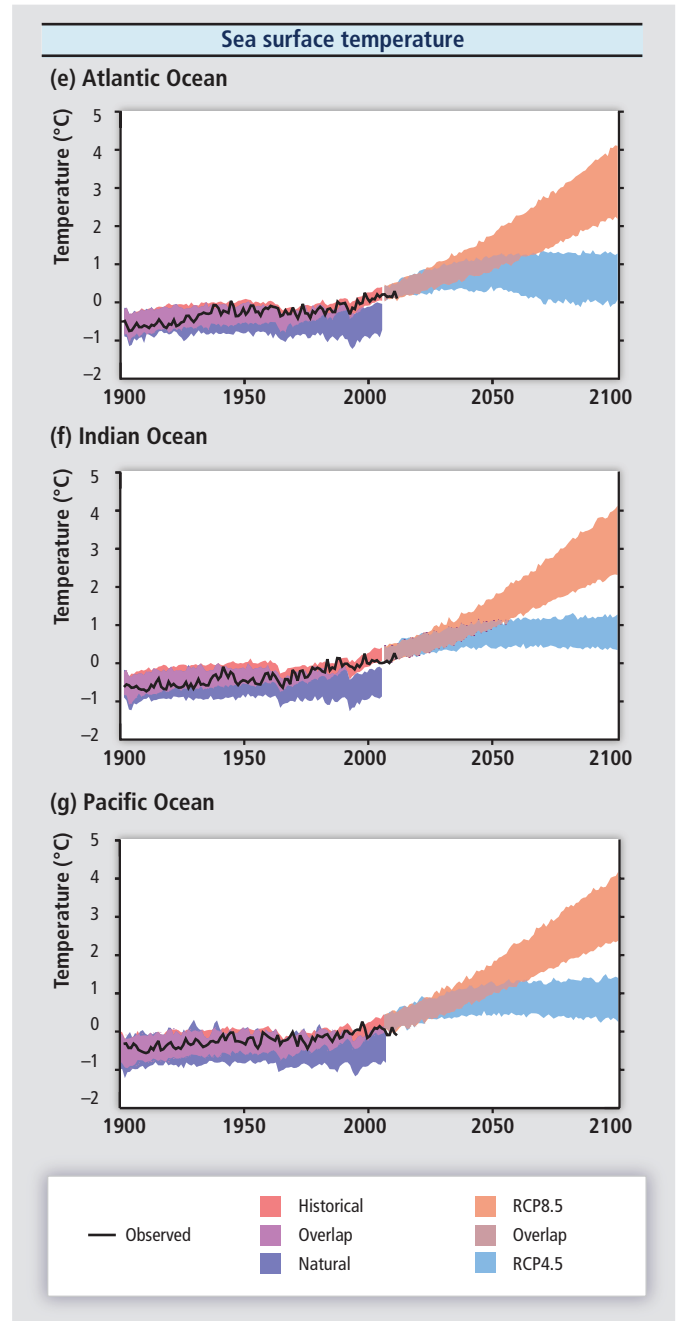 Sea surface temperature
(e) Atlantic Ocean
Temperature (°C)
5
4
3
2
1
0
–1
–2
1900 1950 2000 2050 2100
(f) Indian Ocean
Temperature (°C)
5
4
3
2
1
0
–1
–2
1900 1950 2000 2050 2100
(g) Pacific Ocean
Temperature (°C)
5
4
3
2
1
0
–1
–2
1900 1950 2000 2050 2100
Observed
Historical
Overlap
Natural
RCP8.5
Overlap
RCP4.5